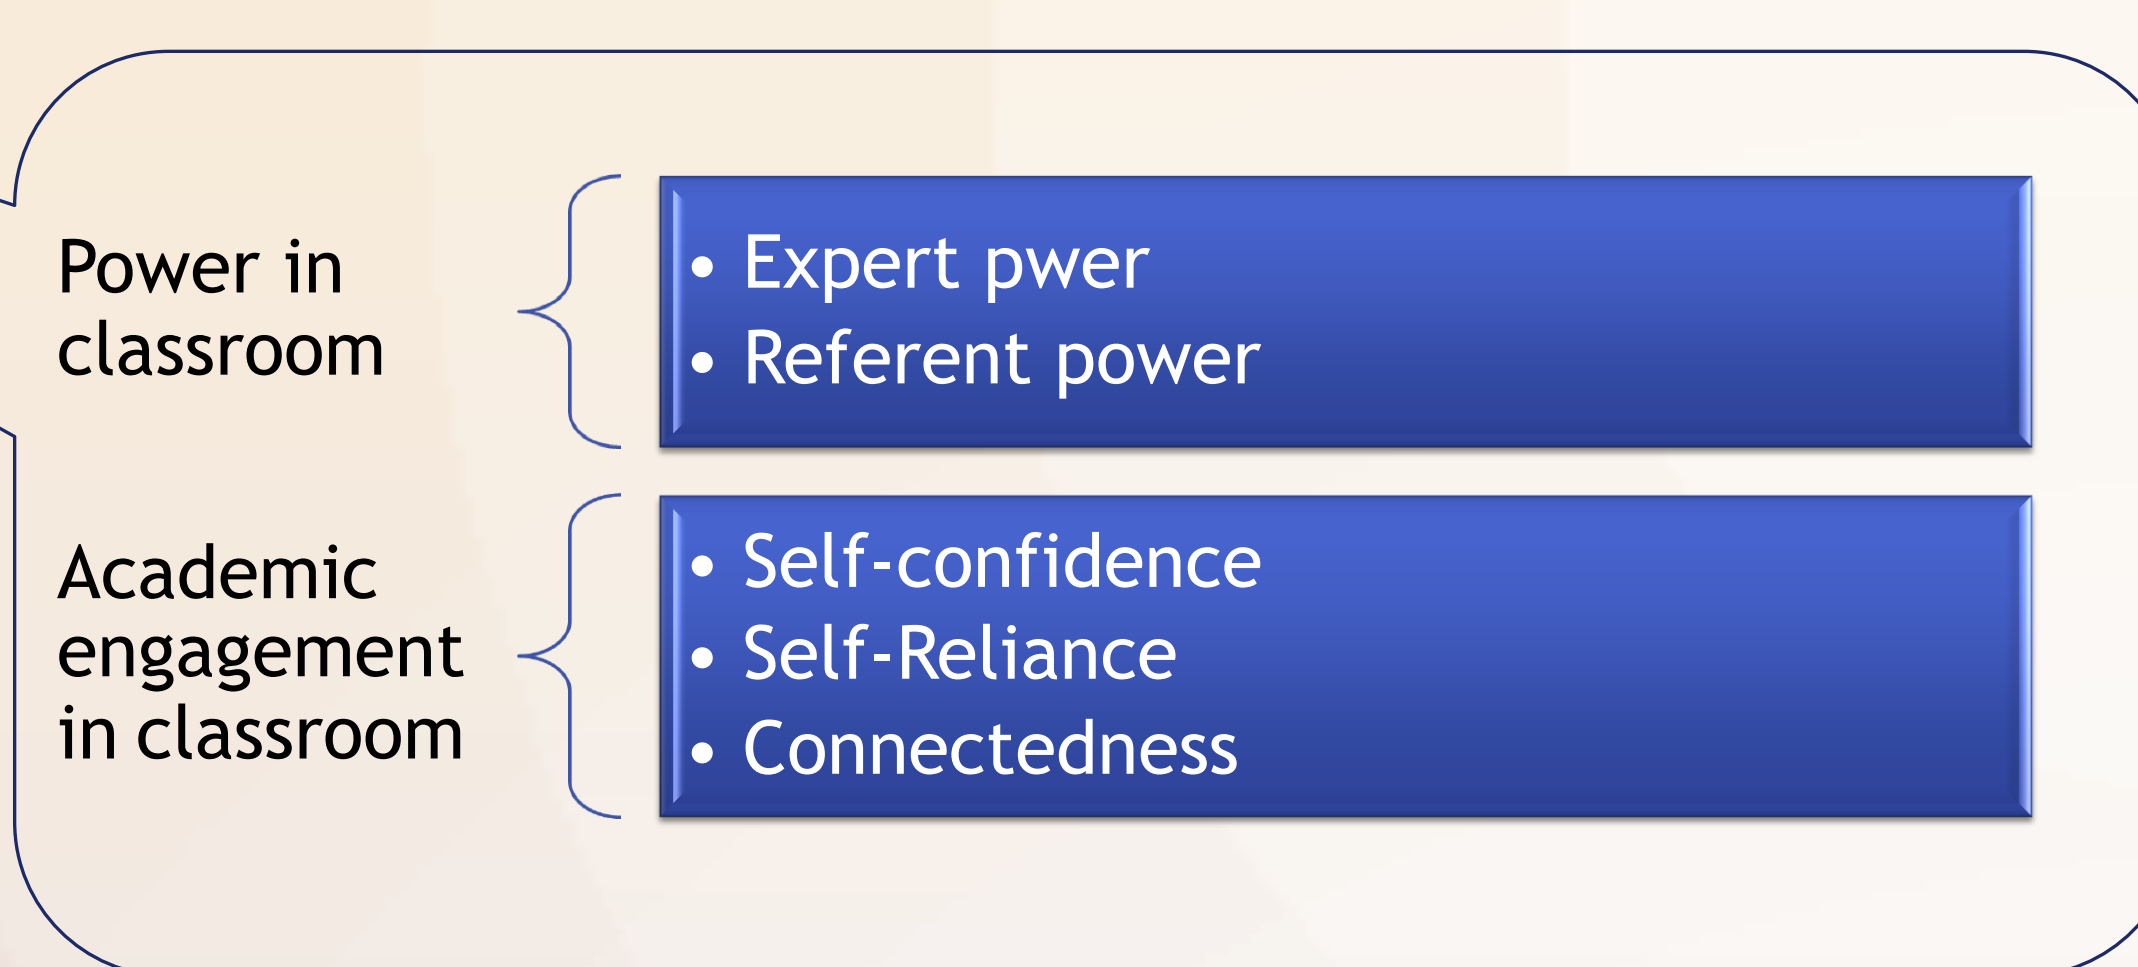 Power in
classroom
• Expert pwer
• Referent power
Academic
engagement
in classroom
• Self-confidence
• Self-Reliance
• Connectedness